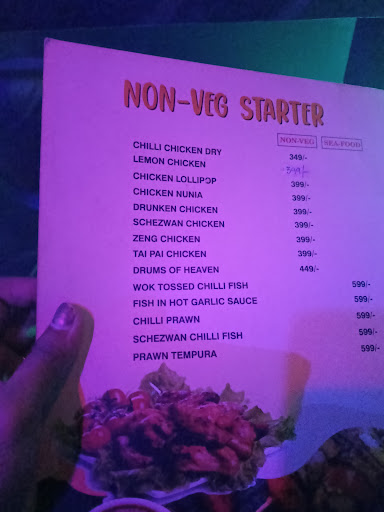 NON-VEG STARTER
NON-VEG SEA-FOOD
CHILLI CHICKEN DRY 349/-
LEMON CHICKEN 399/-
CHICKEN LOLLIPOP 399/-
CHICKEN NUNIA 399/-
DRUNKEN CHICKEN 399/-
SCHEZWAN CHICKEN 399/-
ZENG CHICKEN 399/-
TAI PAI CHICKEN 399/-
DRUMS OF HEAVEN 449/-
WOK TOSSED CHILLI FISH 599/-
FISH IN HOT GARLIC SAUCE 599/-
CHILLI PRAWN 599/-
SCHEZWAN CHILLI FISH 599/-
PRAWN TEMPURA 599/-